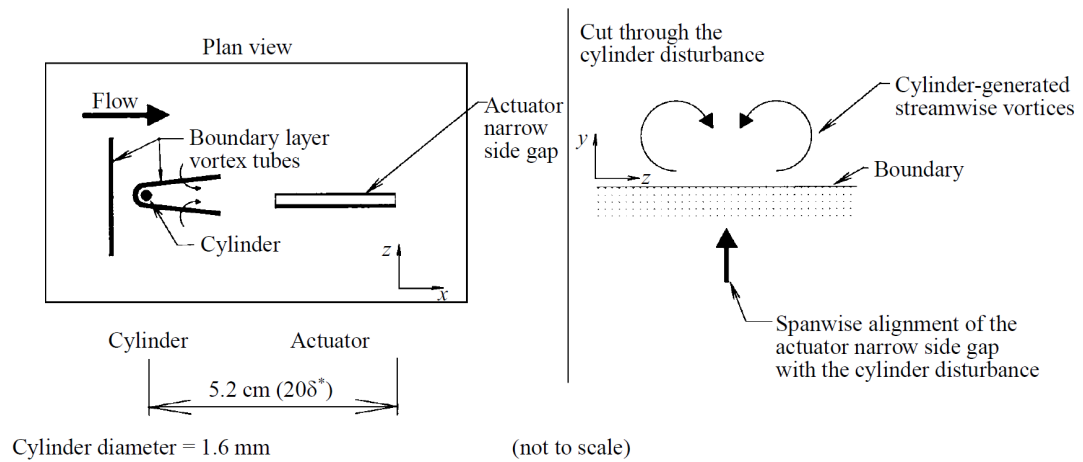 Plan view
Flow
Boundary layer
vortex tubes
Actuator
narrow
side gap
Cylinder
z
x
Cylinder
Actuator
5.2 cm (20δ*)
Cylinder diameter = 1.6 mm
(not to scale)
Cut through the
cylinder disturbance
Cylinder-generated
streamwise vortices
y
z
Boundary
Spanwise alignment of the
actuator narrow side gap
with the cylinder disturbance